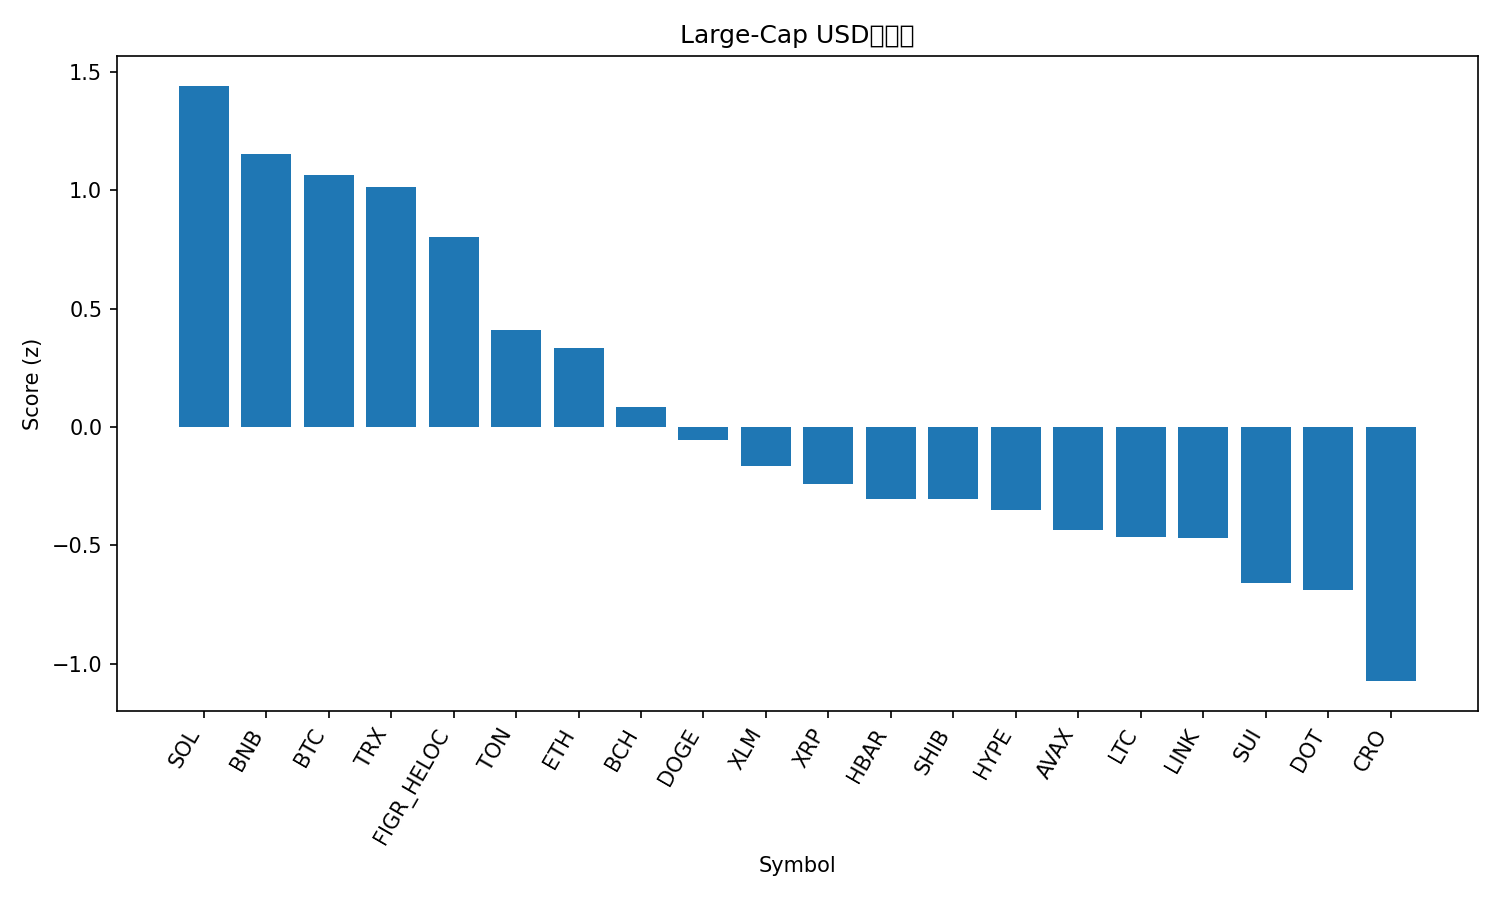 Large-Cap USD
1.5
1.0
0.5
0.0
−0.5
−1.0
Score (z)
SOL
BNB
BTC
TRX
FIGR_HELOC
TON
ETH
BCH
DOGE
XLM
XRP
HBAR
SHIB
HYPE
AVAX
LTC
LINK
SUI
DOT
CRO
Symbol